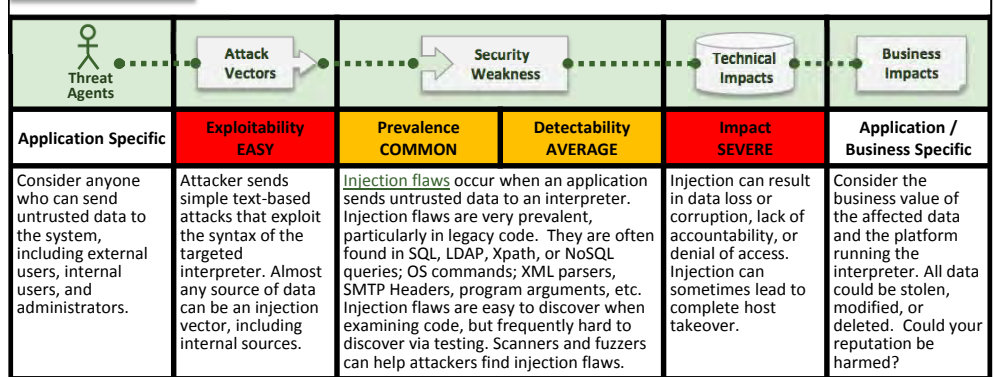 Threat
Agents
Attack
Vectors
Security
Weakness
Technical
Impacts
Business
Impacts
Application Specific
Exploitability
EASY
Prevalence
COMMON
Detectability
AVERAGE
Impact
SEVERE
Application /
Business Specific
Consider anyone
who can send
untrusted data to
the system,
including external
users, internal
users, and
administrators.
Attacker sends
simple text-based
attacks that exploit
the syntax of the
targeted
interpreter. Almost
any source of data
can be an injection
vector, including
internal sources.
Injection flaws occur when an application
sends untrusted data to an interpreter.
Injection flaws are very prevalent,
particularly in legacy code. They are often
found in SQL, LDAP, Xpath, or NoSQL
queries; OS commands; XML parsers,
SMTP Headers, program arguments, etc.
Injection flaws are easy to discover when
examining code, but frequently hard to
discover via testing. Scanners and fuzzers
can help attackers find injection flaws.
Injection can result
in data loss or
corruption, lack of
accountability, or
denial of access.
Injection can
sometimes lead to
complete host
takeover.
Consider the
business value of
the affected data
and the platform
running the
interpreter. All data
could be stolen,
modified, or
deleted. Could your
reputation be
harmed?